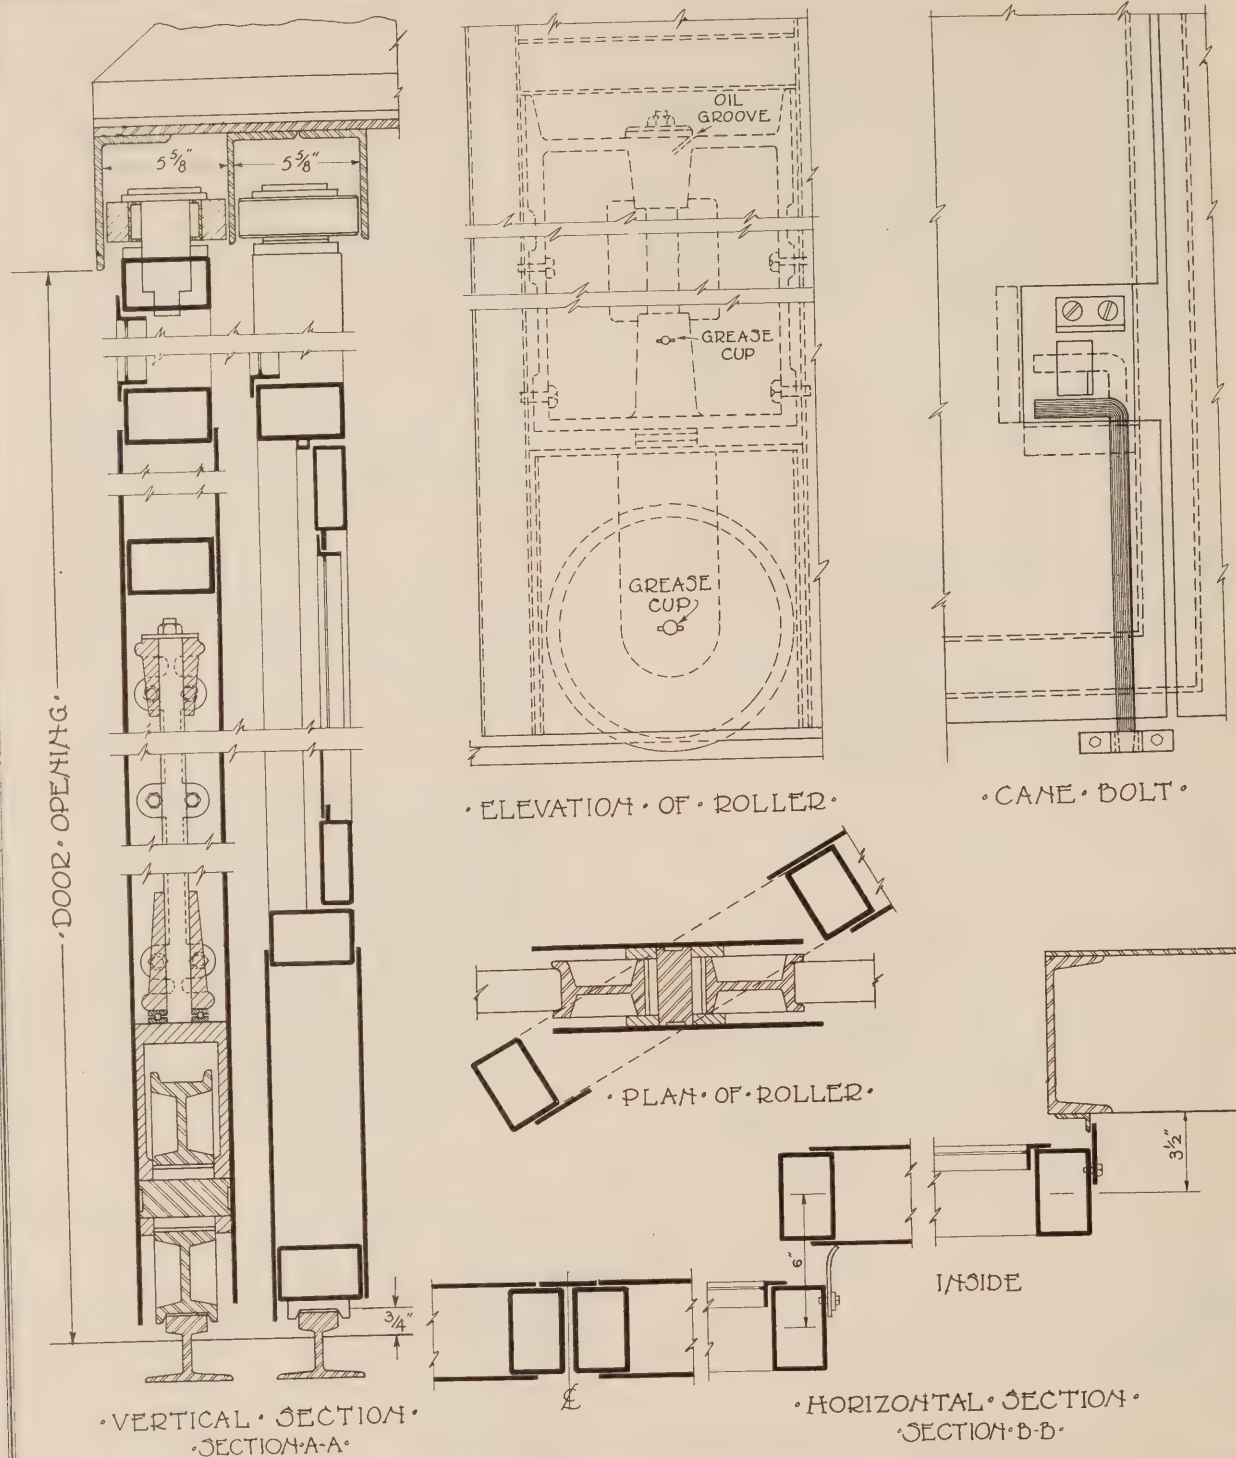 5 5/8"
5 5/8"
OIL
GROOVE
GREASE
CUP
GREASE
CUP
·DOOR·OPENING·
·ELEVATION·OF·ROLLER·
·CANE·BOLT·
·PLAN·OF·ROLLER·
3 1/2"
6"
INSIDE
3/4"
℄
·VERTICAL·SECTION·
·SECTION·A-A·
·HORIZONTAL·SECTION·
·SECTION·B-B·